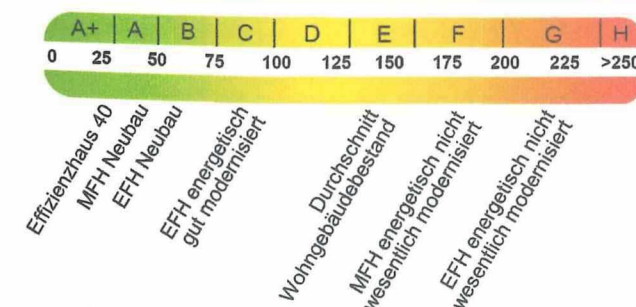 A+ A B C D E F G H
0 25 50 75 100 125 150 175 200 225 >250
Effizienzhaus 40
MFH Neubau
EFH Neubau
EFH energetisch
gut modernisiert
Durchschnitt
Wohngebäudebestand
MFH energetisch nicht
wesentlich modernisiert
EFH energetisch nicht
wesentlich modernisiert